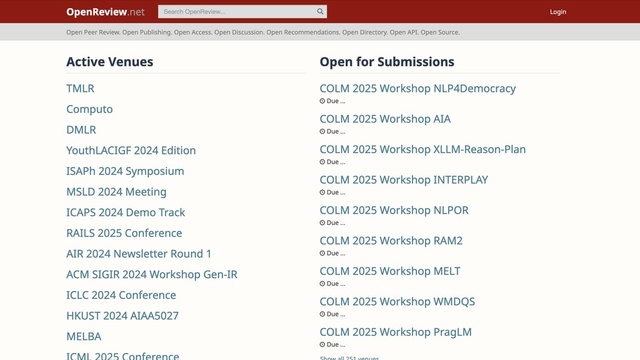 OpenReview.net
Search OpenReview...
Login
Open Peer Review. Open Publishing. Open Access. Open Discussion. Open Recommendations. Open Directory. Open API. Open Source.
Active Venues
TMLR
Computo
DMLR
YouthLACIGF 2024 Edition
ISAPh 2024 Symposium
MSLD 2024 Meeting
ICAPS 2024 Demo Track
RAILS 2025 Conference
AIR 2024 Newsletter Round 1
ACM SIGIR 2024 Workshop Gen-IR
ICLC 2024 Conference
HKUST 2024 AIAA5027
MELBA
ICML 2025 Conference
Open for Submissions
COLM 2025 Workshop NLP4Democracy
Due ...
COLM 2025 Workshop AIA
Due ...
COLM 2025 Workshop XLLM-Reason-Plan
Due ...
COLM 2025 Workshop INTERPLAY
Due ...
COLM 2025 Workshop NLPOR
Due ...
COLM 2025 Workshop RAM2
Due ...
COLM 2025 Workshop MELT
Due ...
COLM 2025 Workshop WMDQS
Due ...
COLM 2025 Workshop PragLM
Due ...
Show all 251 venues